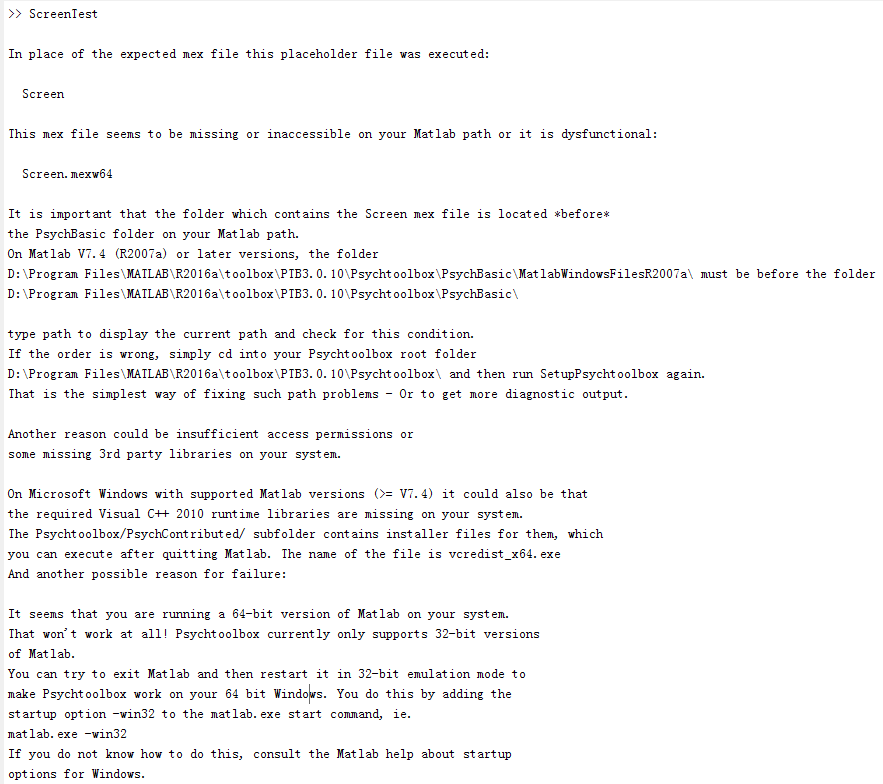 >> ScreenTest
In place of the expected mex file this placeholder file was executed:
Screen
This mex file seems to be missing or inaccessible on your Matlab path or it is dysfunctional:
Screen.mexw64
It is important that the folder which contains the Screen mex file is located *before*
the PsychBasic folder on your Matlab path.
On Matlab V7.4 (R2007a) or later versions, the folder
D:\Program Files\MATLAB\R2016a\toolbox\PTB3.0.10\Psychtoolbox\PsychBasic\MatlabWindowsFilesR2007a\ must be before the folder
D:\Program Files\MATLAB\R2016a\toolbox\PTB3.0.10\Psychtoolbox\PsychBasic\
type path to display the current path and check for this condition.
If the order is wrong, simply cd into your Psychtoolbox root folder
D:\Program Files\MATLAB\R2016a\toolbox\PTB3.0.10\Psychtoolbox\ and then run SetupPsychtoolbox again.
That is the simplest way of fixing such path problems - Or to get more diagnostic output.
Another reason could be insufficient access permissions or
some missing 3rd party libraries on your system.
On Microsoft Windows with supported Matlab versions (>= V7.4) it could also be that
the required Visual C++ 2010 runtime libraries are missing on your system.
The Psychtoolbox/PsychContributed/ subfolder contains installer files for them, which
you can execute after quitting Matlab. The name of the file is vcredist_x64.exe
And another possible reason for failure:
It seems that you are running a 64-bit version of Matlab on your system.
That won't work at all! Psychtoolbox currently only supports 32-bit versions
of Matlab.
You can try to exit Matlab and then restart it in 32-bit emulation mode to
make Psychtoolbox work on your 64 bit Windows. You do this by adding the
startup option -win32 to the matlab.exe start command, ie.
matlab.exe -win32
If you do not know how to do this, consult the Matlab help about startup
options for Windows.